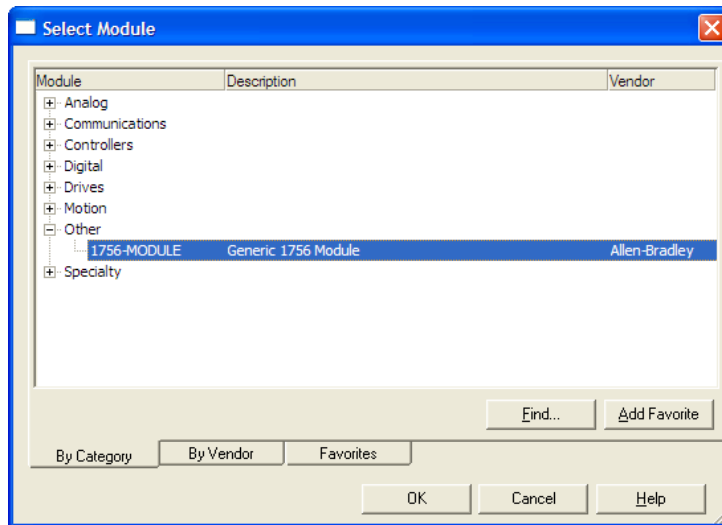 Select Module
Module Description Vendor
Analog
Communications
Controllers
Digital
Drives
Motion
Other
1756-MODULE Generic 1756 Module Allen-Bradley
Specialty
Find... Add Favorite
By Category By Vendor Favorites
OK Cancel Help